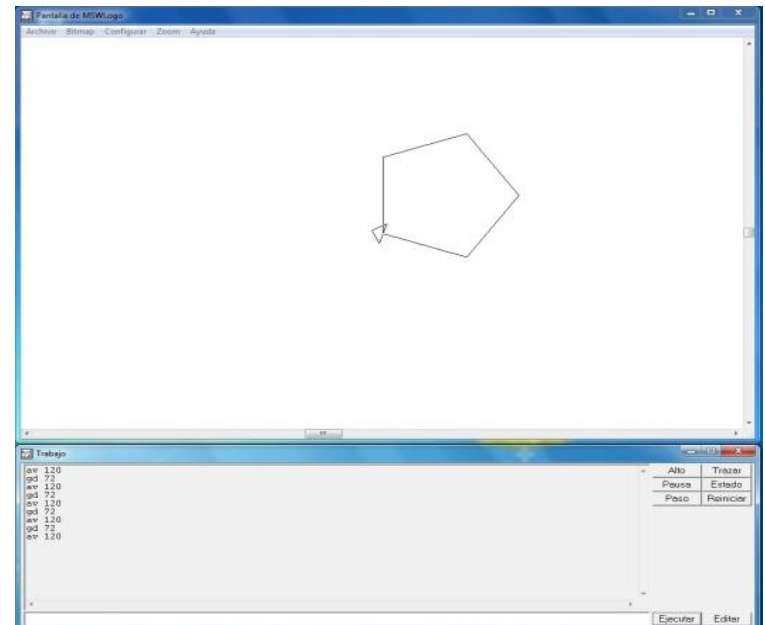 Pantalla de MSWLogo
Archivo Bitmap Configurar Zoom Ayuda
Trabajo
av 120
gd 72
av 120
gd 72
av 120
gd 72
av 120
gd 72
av 120
Alto Trazar
Pausa Estado
Paso Reiniciar
Ejecutar Editar